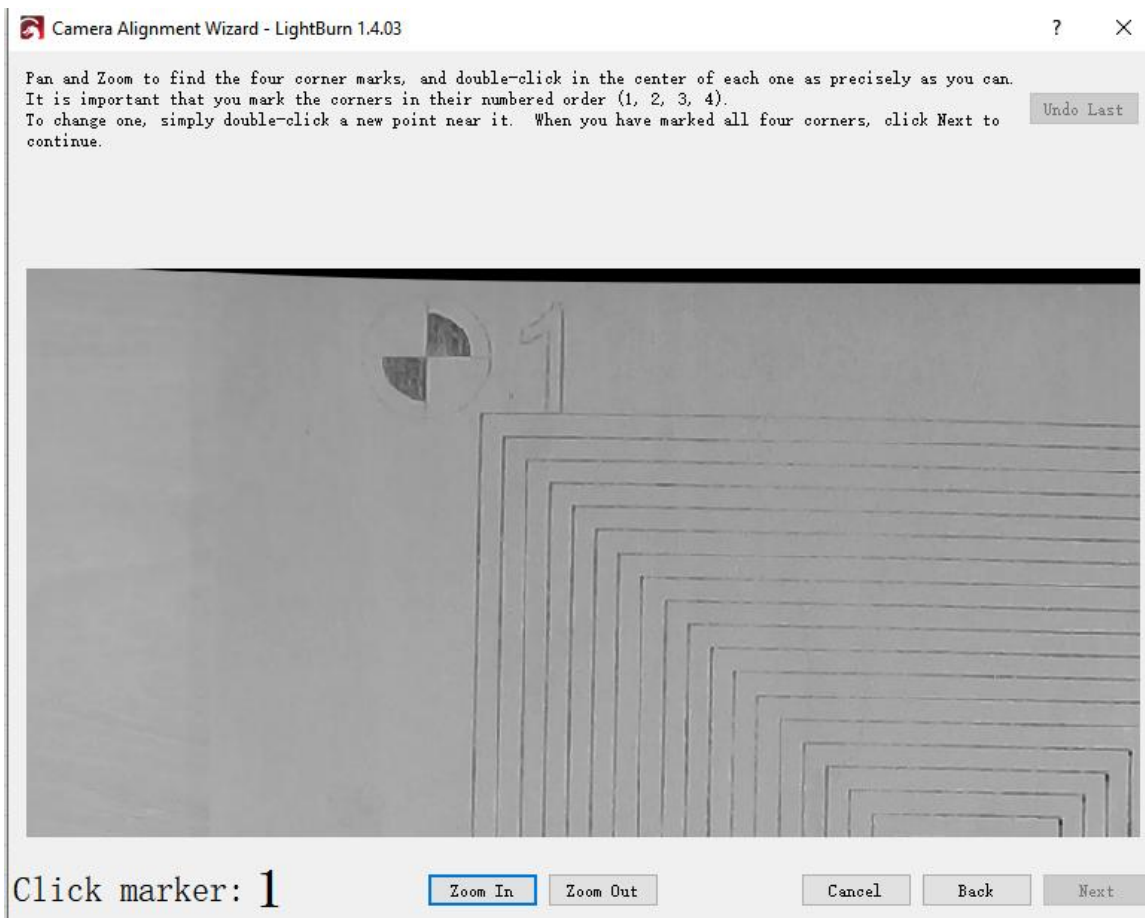 Camera Alignment Wizard - LightBurn 1.4.03
?
Pan and Zoom to find the four corner marks, and double-click in the center of each one as precisely as you can.
It is important that you mark the corners in their numbered order (1, 2, 3, 4).
To change one, simply double-click a new point near it.  When you have marked all four corners, click Next to
continue.
Undo Last
1
Click marker: 1
Zoom In
Zoom Out
Cancel
Back
Next